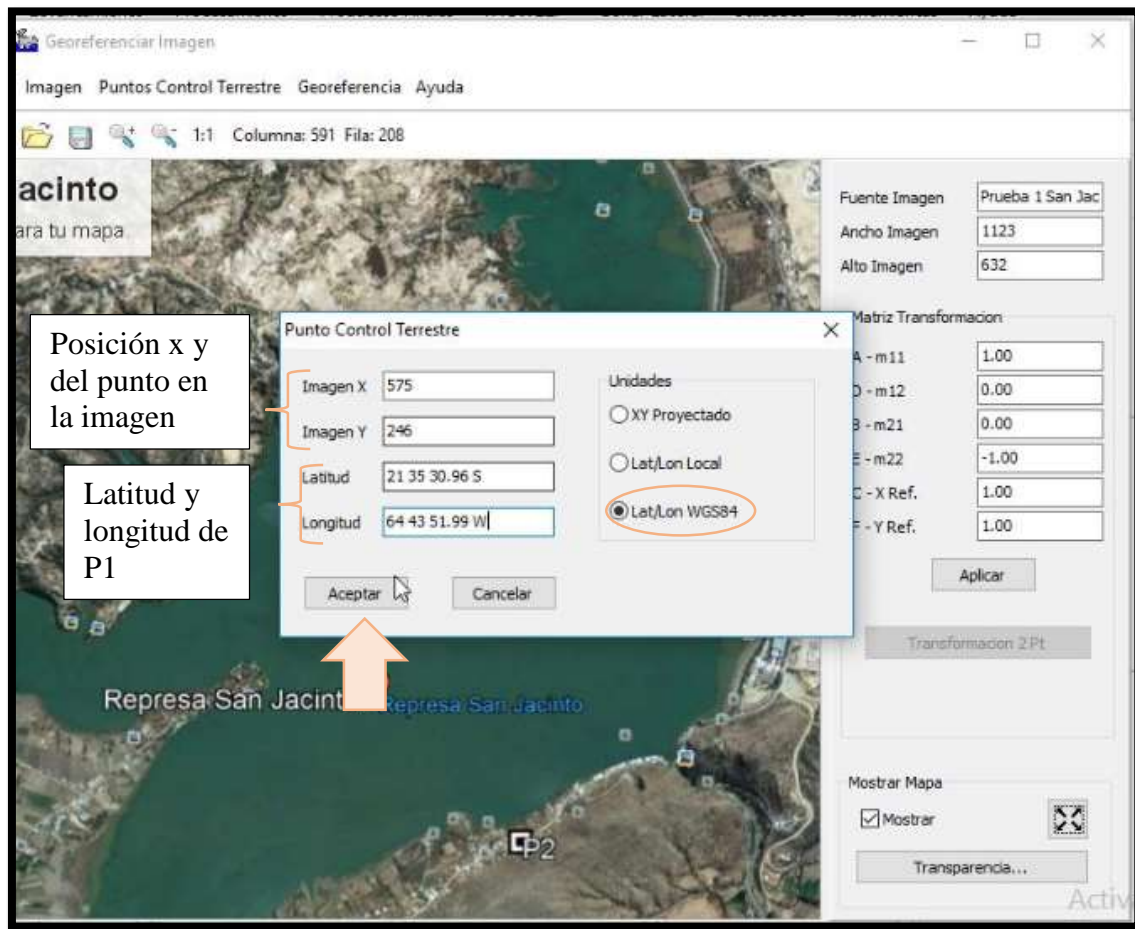 Georeferenciar Imagen
Imagen Puntos Control Terrestre Georeferencia Ayuda
1:1 Columna: 591 Fila: 208
acinto
ara tu mapa
Fuente Imagen Prueba 1 San Jac
Ancho Imagen 1123
Alto Imagen 632
Matriz Transformacion
A - m11 1.00
D - m12 0.00
B - m21 0.00
E - m22 -1.00
C - X Ref. 1.00
F - Y Ref. 1.00
Aplicar
Transformacion 2 Pt
Posición x y
del punto en
la imagen
Latitud y
longitud de
P1
Punto Control Terrestre
Imagen X 575
Imagen Y 246
Latitud 21 35 30.96 S
Longitud 64 43 51.99 W
Unidades
XY Proyectado
Lat/Lon Local
Lat/Lon WGS84
Aceptar Cancelar
Represa San Jacint
Represa San Jacinto
P2
Mostrar Mapa
Mostrar
Transparencia...
Activ